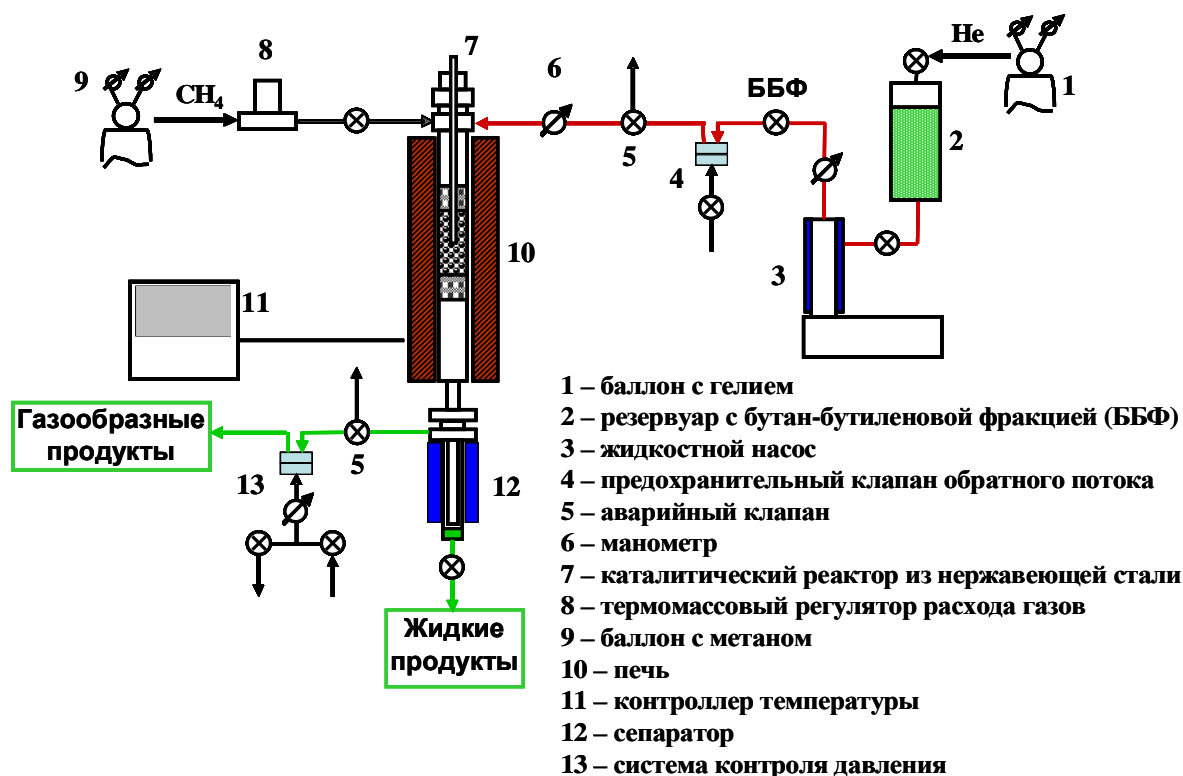 7
8
9
CH₄
6
ББФ
He
1
5
4
2
3
10
11
Газообразные
продукты
5
13
12
Жидкие
продукты
1 – баллон с гелием
2 – резервуар с бутан-бутиленовой фракцией (ББФ)
3 – жидкостной насос
4 – предохранительный клапан обратного потока
5 – аварийный клапан
6 – манометр
7 – каталитический реактор из нержавеющей стали
8 – термомассовый регулятор расхода газов
9 – баллон с метаном
10 – печь
11 – контроллер температуры
12 – сепаратор
13 – система контроля давления